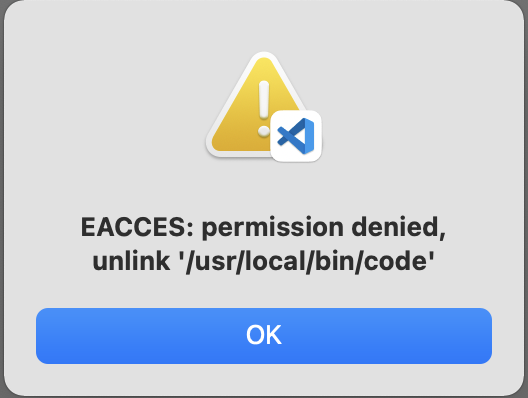 EACCES: permission denied,
unlink '/usr/local/bin/code'
OK